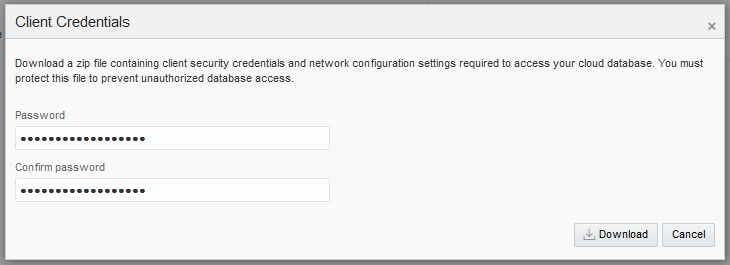 Client Credentials
Download a zip file containing client security credentials and network configuration settings required to access your cloud database. You must
protect this file to prevent unauthorized database access.
Password
••••••••••••••••••
Confirm password
••••••••••••••••••
Download Cancel